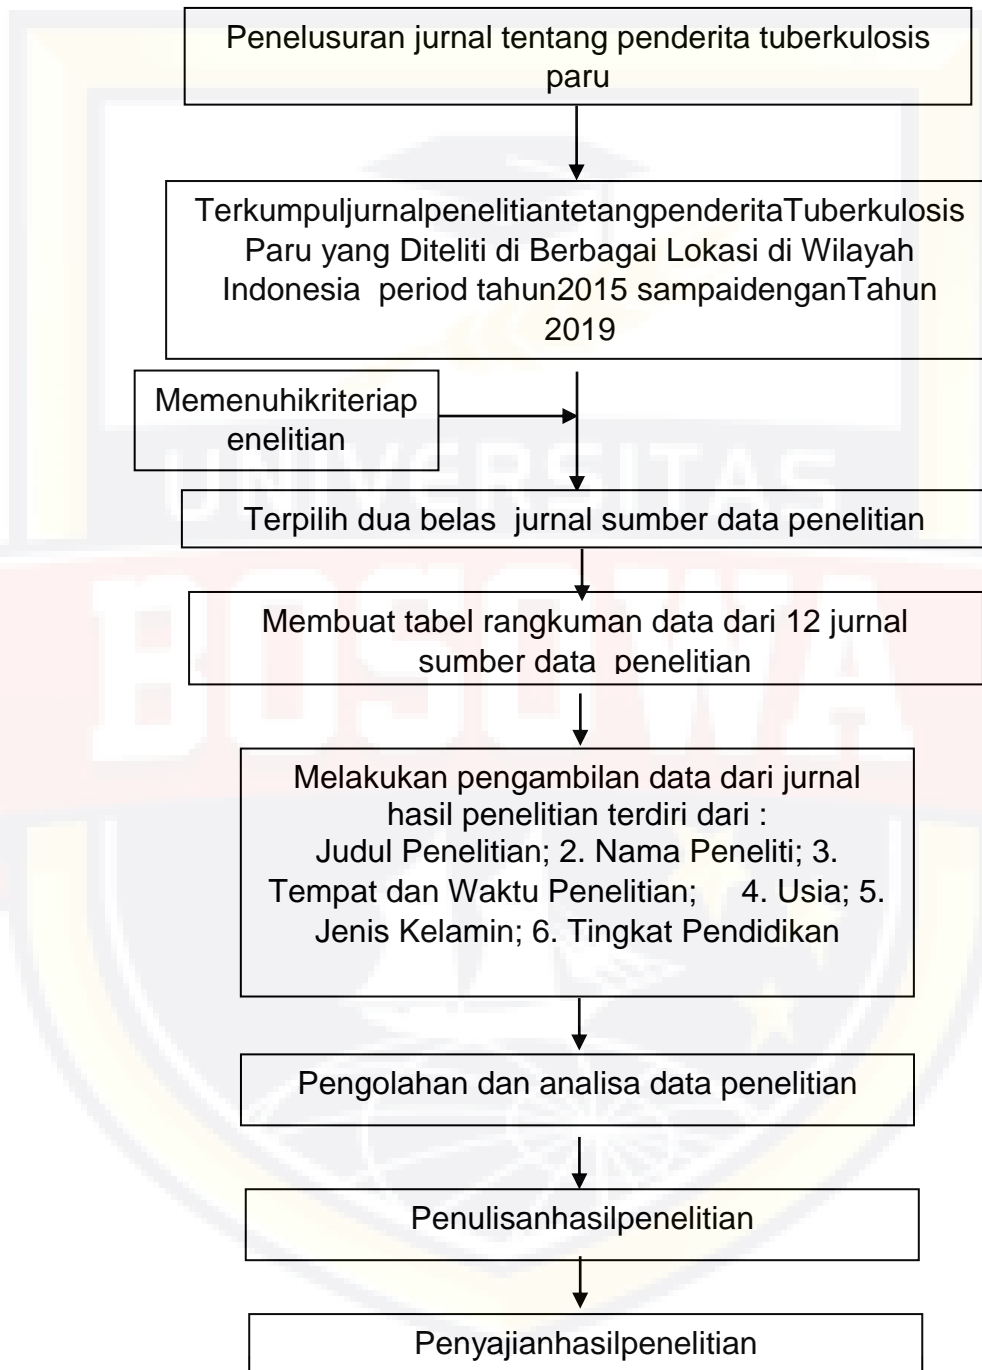 Penelusuran jurnal tentang penderita tuberkulosis
paru
TerkumpuljurnalpenelitiantetangpenderitaTuberkulosis
Paru yang Diteliti di Berbagai Lokasi di Wilayah
Indonesia  period tahun2015 sampaidenganTahun
2019
Memenuhikriteriap
enelitian
Terpilih dua belas  jurnal sumber data penelitian
Membuat tabel rangkuman data dari 12 jurnal
sumber data  penelitian
Melakukan pengambilan data dari jurnal
hasil penelitian terdiri dari :
Judul Penelitian; 2. Nama Peneliti; 3.
Tempat dan Waktu Penelitian;     4. Usia; 5.
Jenis Kelamin; 6. Tingkat Pendidikan
Pengolahan dan analisa data penelitian
Penulisanhasilpenelitian
Penyajianhasilpenelitian
UNIVERSITAS
BOSOWA